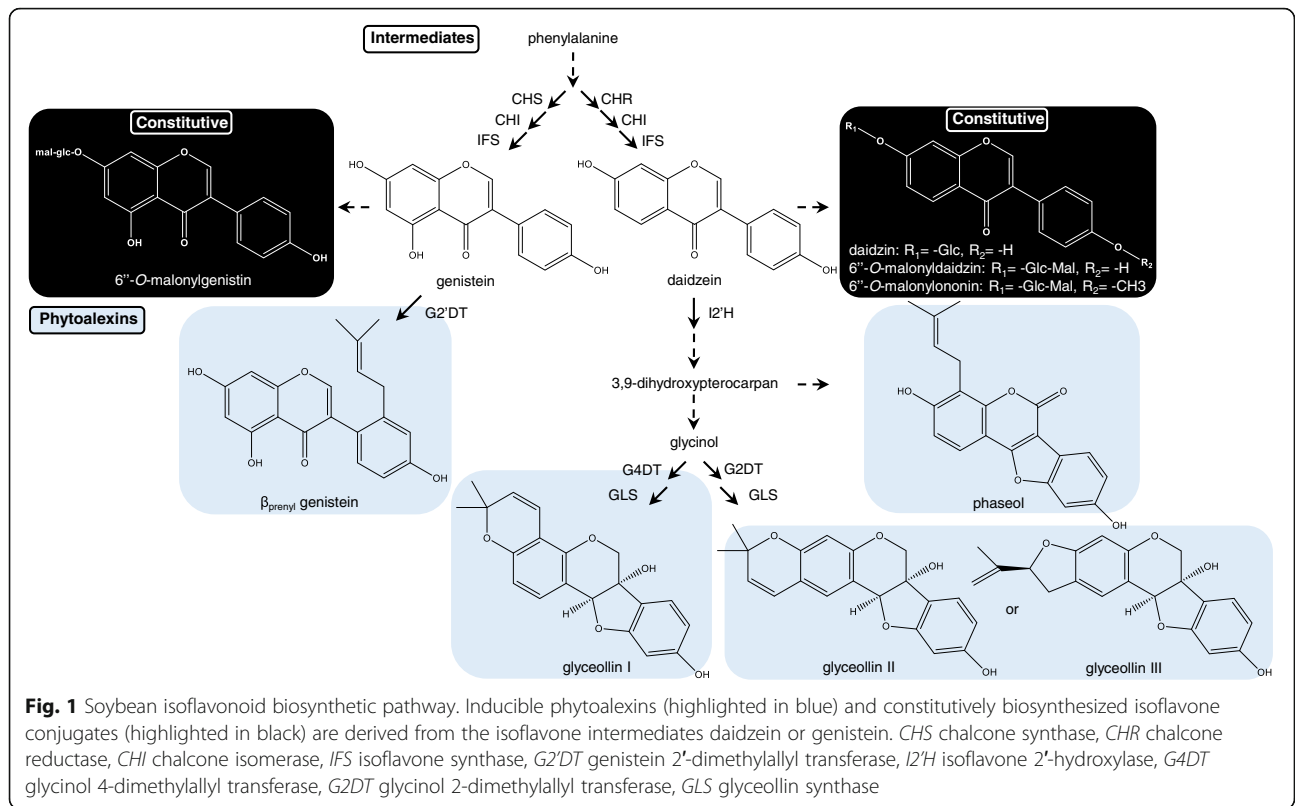 Intermediates
phenylalanine
CHS
CHR
Constitutive
CHI
CHI
Constitutive
IFS
IFS
mal-glc-O
O
OH
O
OH
6''-O-malonylgenistin
HO
O
OH
O
OH
genistein
HO
O
O
OH
daidzein
R1
O
O
O
O
R2
daidzin: R1= -Glc, R2= -H
6''-O-malonyldaidzin: R1= -Glc-Mal, R2= -H
6''-O-malonylononin: R1= -Glc-Mal, R2= -CH3
Phytoalexins
G2'DT
I2'H
HO
O
OH
O
OH
βprenyl genistein
3,9-dihydroxypterocarpan
HO
O
O
O
OH
phaseol
glycinol
G4DT
G2DT
GLS
GLS
O
O
OH
H
O
OH
glyceollin I
O
O
OH
H
O
OH
glyceollin II
or
O
O
OH
H
O
OH
glyceollin III
Fig. 1 Soybean isoflavonoid biosynthetic pathway. Inducible phytoalexins (highlighted in blue) and constitutively biosynthesized isoflavone
conjugates (highlighted in black) are derived from the isoflavone intermediates daidzein or genistein. CHS chalcone synthase, CHR chalcone
reductase, CHI chalcone isomerase, IFS isoflavone synthase, G2'DT genistein 2'-dimethylallyl transferase, I2'H isoflavone 2'-hydroxylase, G4DT
glycinol 4-dimethylallyl transferase, G2DT glycinol 2-dimethylallyl transferase, GLS glyceollin synthase